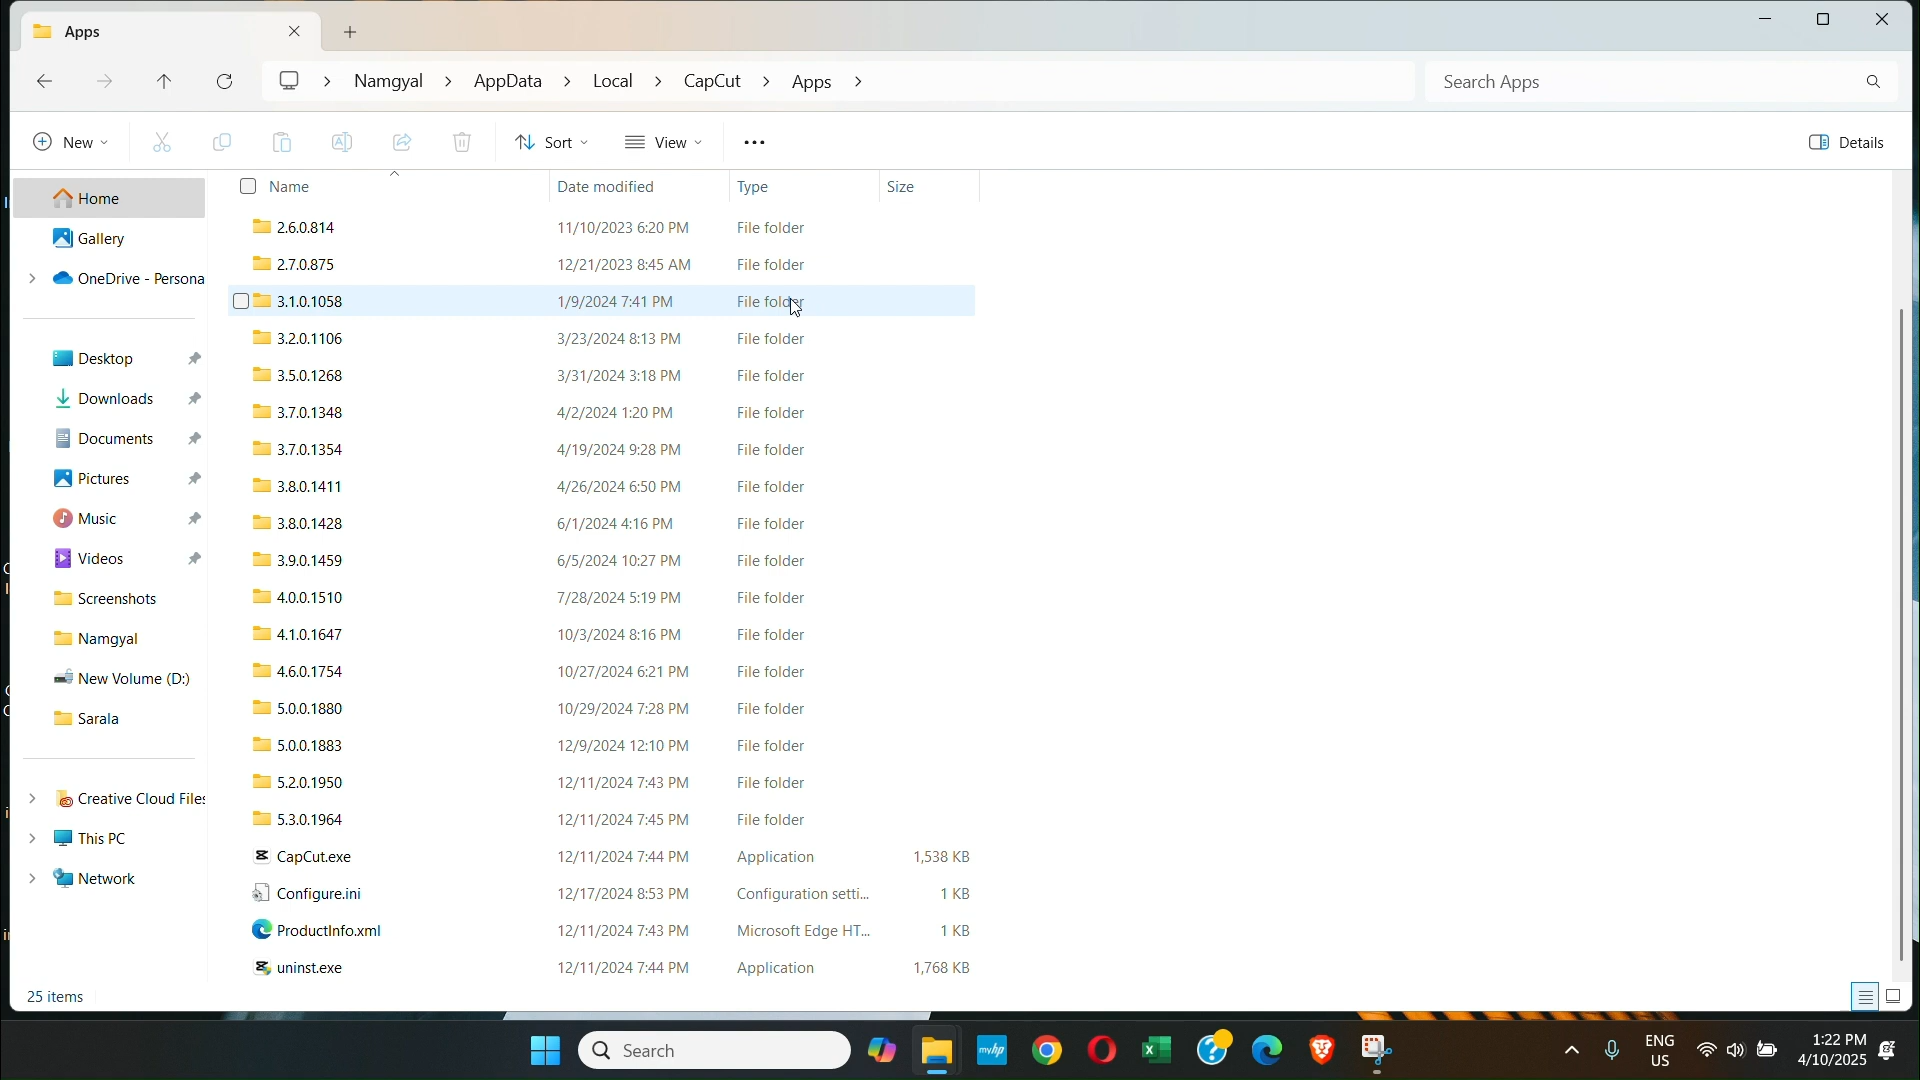 Apps
Namgyal > AppData > Local > CapCut > Apps >
Search Apps
New
Sort
View
Details
Home
Gallery
OneDrive - Persona
Desktop
Downloads
Documents
Pictures
Music
Videos
Screenshots
Namgyal
New Volume (D:)
Sarala
Creative Cloud Files
This PC
Network
Name Date modified Type Size
2.6.0.814 11/10/2023 6:20 PM File folder
2.7.0.875 12/21/2023 8:45 AM File folder
3.1.0.1058 1/9/2024 7:41 PM File folder
3.2.0.1106 3/23/2024 8:13 PM File folder
3.5.0.1268 3/31/2024 3:18 PM File folder
3.7.0.1348 4/2/2024 1:20 PM File folder
3.7.0.1354 4/19/2024 9:28 PM File folder
3.8.0.1411 4/26/2024 6:50 PM File folder
3.8.0.1428 6/1/2024 4:16 PM File folder
3.9.0.1459 6/5/2024 10:27 PM File folder
4.0.0.1510 7/28/2024 5:19 PM File folder
4.1.0.1647 10/3/2024 8:16 PM File folder
4.6.0.1754 10/27/2024 6:21 PM File folder
5.0.0.1880 10/29/2024 7:28 PM File folder
5.0.0.1883 12/9/2024 12:10 PM File folder
5.2.0.1950 12/11/2024 7:43 PM File folder
5.3.0.1964 12/11/2024 7:45 PM File folder
CapCut.exe 12/11/2024 7:44 PM Application 1,538 KB
Configure.ini 12/17/2024 8:53 PM Configuration setti... 1 KB
ProductInfo.xml 12/11/2024 7:43 PM Microsoft Edge HT... 1 KB
uninst.exe 12/11/2024 7:44 PM Application 1,768 KB
25 items
Search
myhp
ENG
US
1:22 PM
4/10/2025